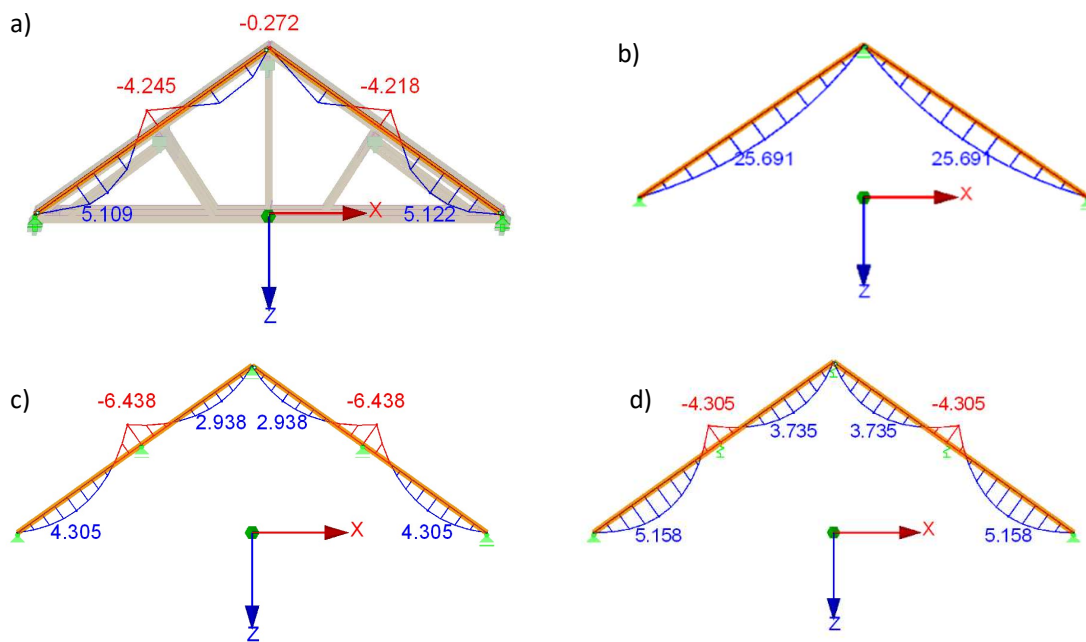 a)
-0.272
-4.245
-4.218
5.109
5.122
X
Z
b)
25.691
25.691
X
Z
c)
-6.438
-6.438
2.938
2.938
4.305
4.305
X
Z
d)
-4.305
-4.305
3.735
3.735
5.158
5.158
X
Z